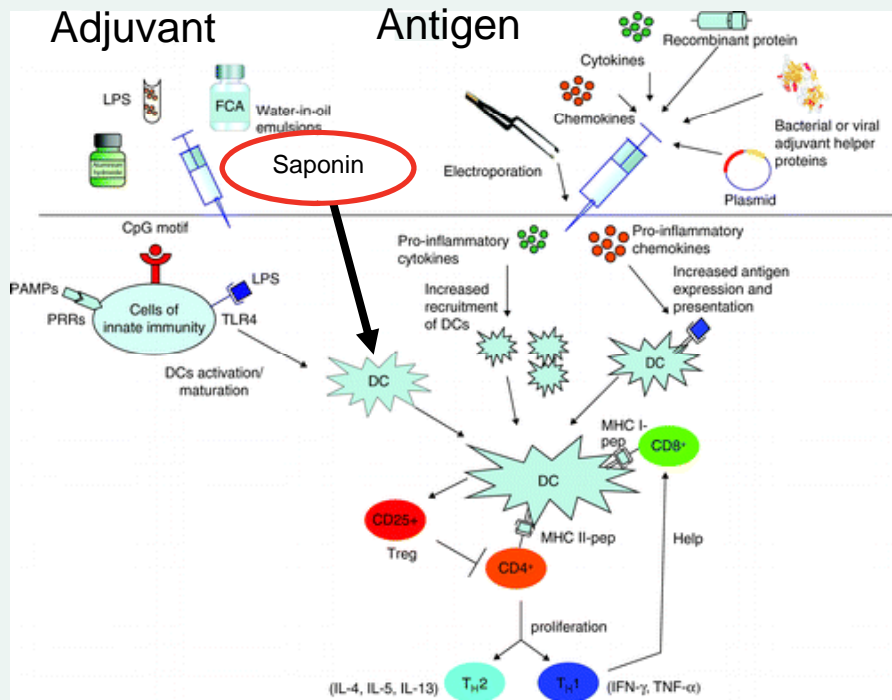 Adjuvant
Antigen
LPS
FCA
Water-in-oil
emulsions
Aluminium
hydroxide
Saponin
Cytokines
Recombinant protein
Chemokines
Electroporation
Bacterial or viral
adjuvant helper
proteins
Plasmid
CpG motif
PAMPs
PRRs
Cells of
innate immunity
LPS
TLR4
DCs activation/
maturation
Pro-inflammatory
cytokines
Pro-inflammatory
chemokines
Increased
recruitment
of DCs
Increased antigen
expression and
presentation
DC
DC
MHC I-
pep
CD8+
DC
CD25+
Treg
MHC II-pep
CD4+
Help
proliferation
(IL-4, IL-5, IL-13)
TH2
TH1
(IFN-γ, TNF-α)